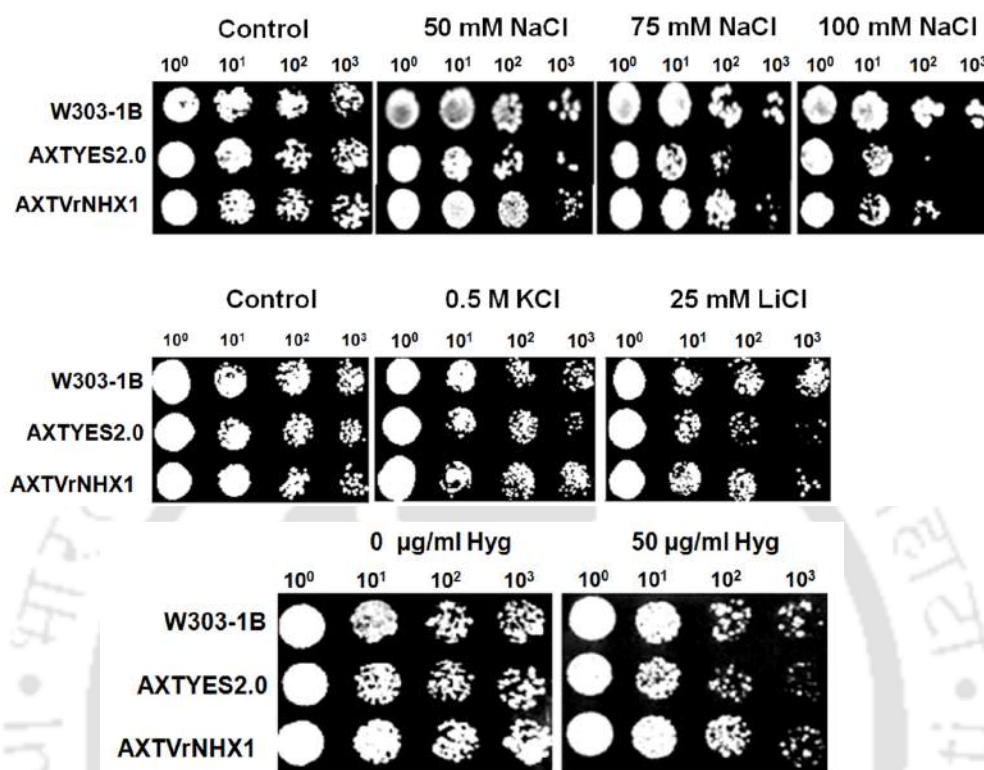 Control 50 mM NaCl 75 mM NaCl 100 mM NaCl
10⁰ 10¹ 10² 10³ 10⁰ 10¹ 10² 10³ 10⁰ 10¹ 10² 10³ 10⁰ 10¹ 10² 10³
W303-1B
AXTYES2.0
AXTVrNHX1
Control 0.5 M KCl 25 mM LiCl
10⁰ 10¹ 10² 10³ 10⁰ 10¹ 10² 10³ 10⁰ 10¹ 10² 10³
W303-1B
AXTYES2.0
AXTVrNHX1
0 µg/ml Hyg 50 µg/ml Hyg
10⁰ 10¹ 10² 10³ 10⁰ 10¹ 10² 10³
W303-1B
AXTYES2.0
AXTVrNHX1